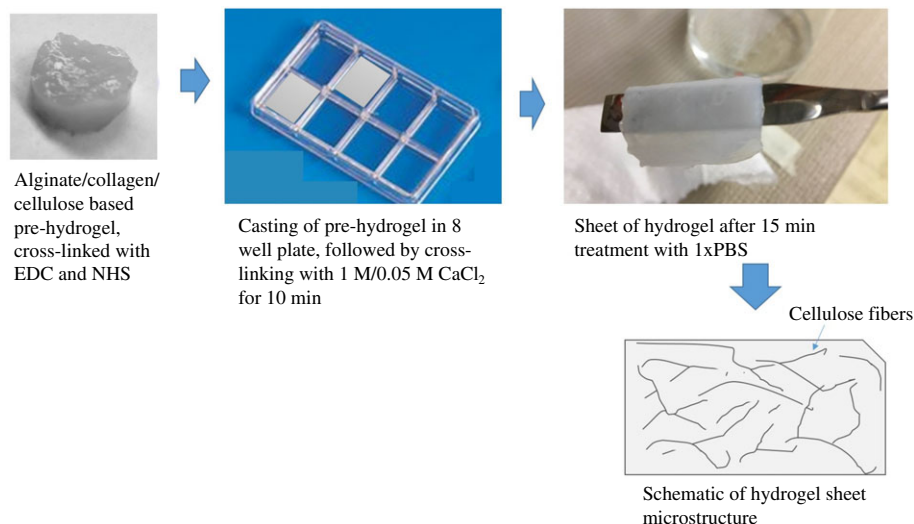 Alginate/collagen/
cellulose based
pre-hydrogel,
cross-linked with
EDC and NHS
Casting of pre-hydrogel in 8
well plate, followed by cross-
linking with 1 M/0.05 M CaCl₂
for 10 min
Sheet of hydrogel after 15 min
treatment with 1xPBS
Cellulose fibers
Schematic of hydrogel sheet
microstructure